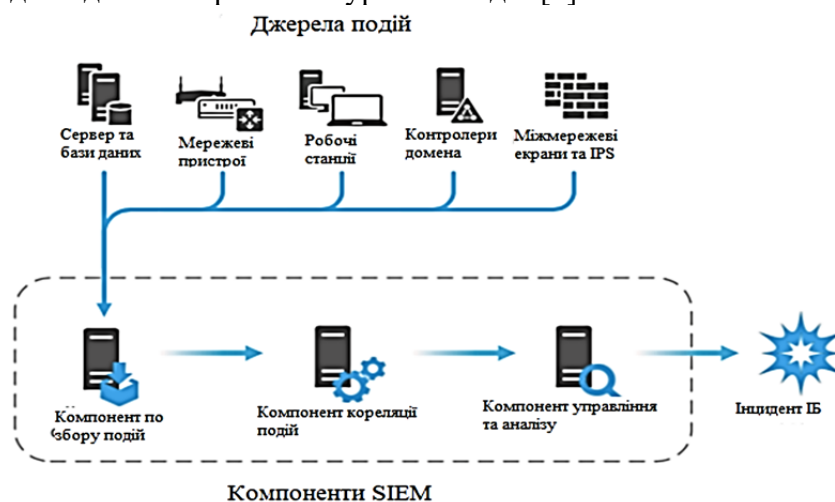 Джерела подій
Сервер та
бази даних
Мережеві
пристрої
Робочі
станції
Контролери
домена
Міжмережеві
екрани та IPS
Компонент по
збору подій
Компонент кореляції
подій
Компонент управління
та аналізу
Інцидент ІБ
Компоненти SIEM